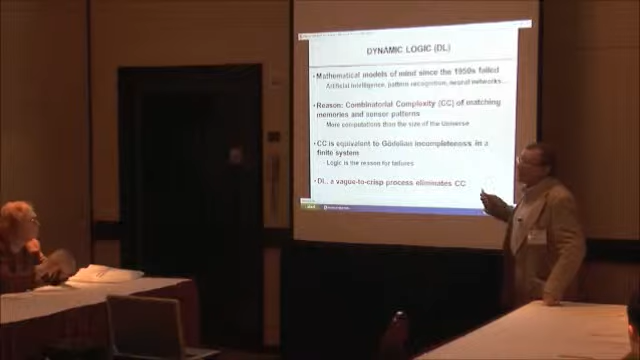 DYNAMIC LOGIC (DL)
• Mathematical models of mind since the 1950s failed
Artificial intelligence, pattern recognition, neural networks...
• Reason: Combinatorial Complexity (CC) of matching
memories and sensor patterns
More computations than the size of the Universe
• CC is equivalent to Gödelian incompleteness in a
finite system
- Logic is the reason for failures
• DL, a vague-to-crisp process eliminates CC